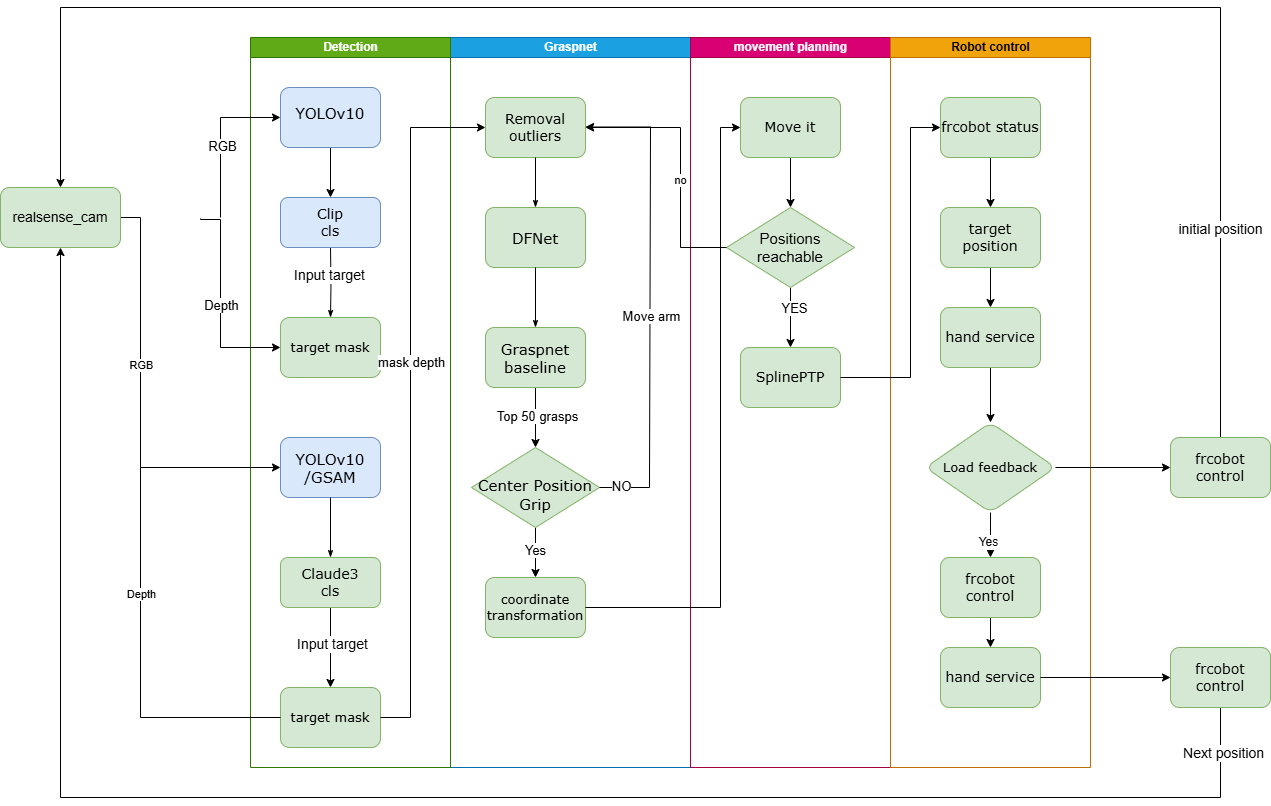 Detection
Graspnet
movement planning
Robot control
realsense_cam
RGB
Depth
YOLOv10
Clip
cls
Input target
target mask
RGB
Depth
YOLOv10
/GSAM
Claude3
cls
Input target
target mask
mask depth
Removal
outliers
DFNet
Graspnet
baseline
Top 50 grasps
Center Position
Grip
NO
Move arm
Yes
coordinate
transformation
Move it
Positions
reachable
no
YES
SplinePTP
frcobot status
target
position
hand service
Load feedback
Yes
frcobot
control
hand service
initial position
frcobot
control
frcobot
control
Next position